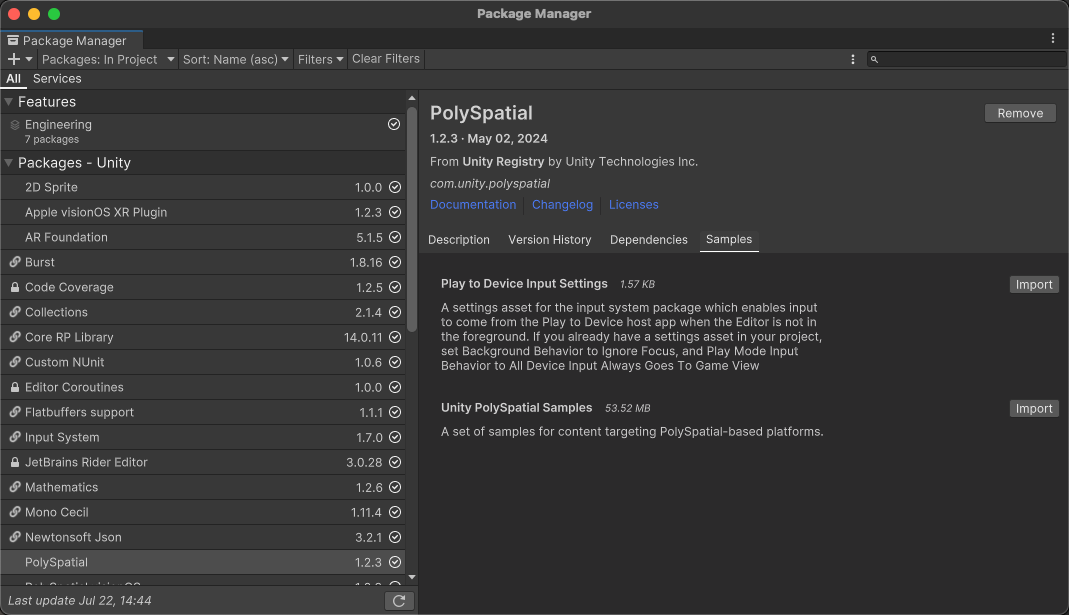 Package Manager
Package Manager
Packages: In Project
Sort: Name (asc)
Filters
Clear Filters
All
Services
Features
Engineering
7 packages
Packages - Unity
2D Sprite 1.0.0
Apple visionOS XR Plugin 1.2.3
AR Foundation 5.1.5
Burst 1.8.16
Code Coverage 1.2.5
Collections 2.1.4
Core RP Library 14.0.11
Custom NUnit 1.0.6
Editor Coroutines 1.0.0
Flatbuffers support 1.1.1
Input System 1.7.0
JetBrains Rider Editor 3.0.28
Mathematics 1.2.6
Mono Cecil 1.11.4
Newtonsoft Json 3.2.1
PolySpatial 1.2.3
Last update Jul 22, 14:44
PolySpatial
Remove
1.2.3 · May 02, 2024
From Unity Registry by Unity Technologies Inc.
com.unity.polyspatial
Documentation
Changelog
Licenses
Description
Version History
Dependencies
Samples
Play to Device Input Settings 1.57 KB
Import
A settings asset for the input system package which enables input
to come from the Play to Device host app when the Editor is not in
the foreground. If you already have a settings asset in your project,
set Background Behavior to Ignore Focus, and Play Mode Input
Behavior to All Device Input Always Goes To Game View
Unity PolySpatial Samples 53.52 MB
Import
A set of samples for content targeting PolySpatial-based platforms.